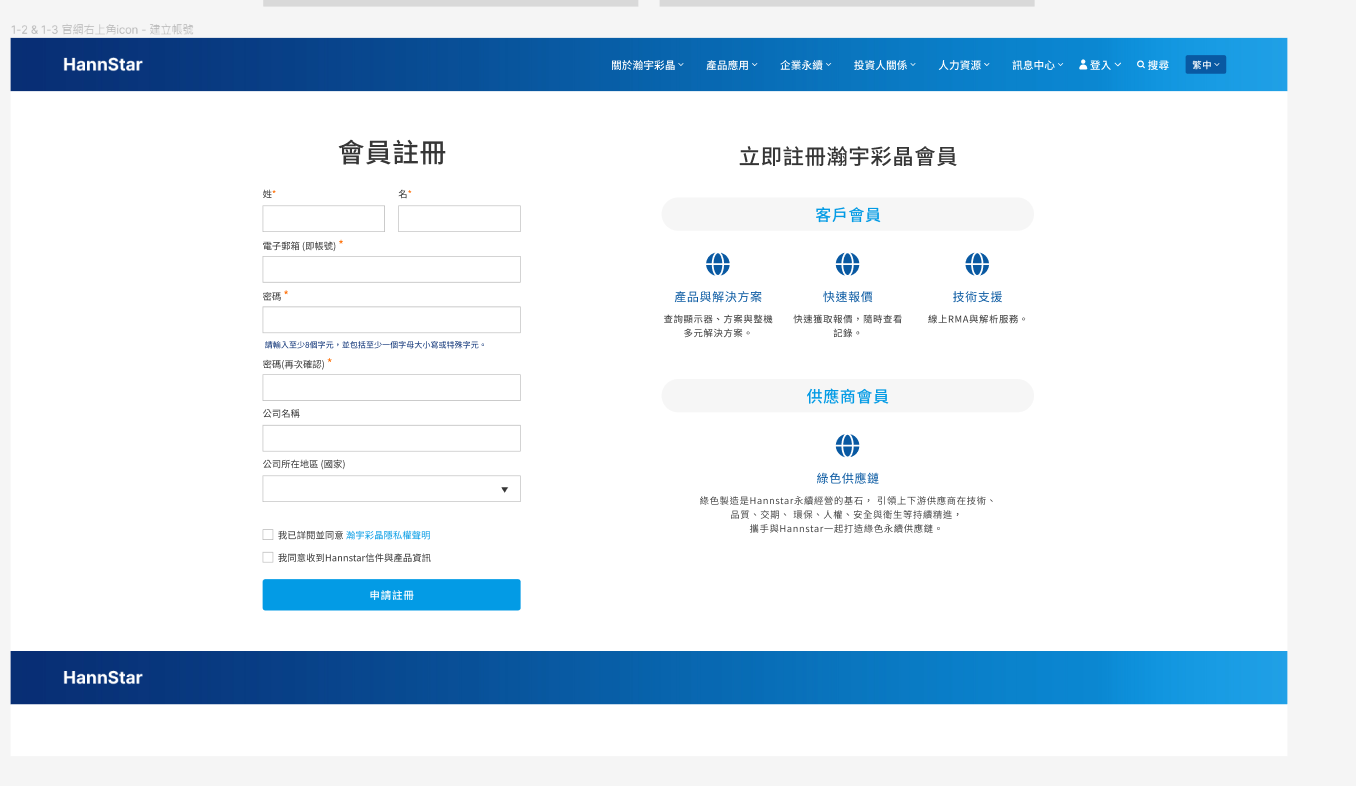 1-2 & 1-3 官網右上角icon - 建立帳號
HannStar
關於瀚宇彩晶
產品應用
企業永續
投資人關係
人力資源
訊息中心
登入
搜尋
繁中
會員註冊
姓*
名*
電子郵箱 (即帳號) *
密碼 *
請輸入至少8個字元，並包括至少一個字母大小寫或特殊字元。
密碼(再次確認) *
公司名稱
公司所在地區 (國家)
我已詳閱並同意 瀚宇彩晶隱私權聲明
我同意收到Hannstar信件與產品資訊
申請註冊
立即註冊瀚宇彩晶會員
客戶會員
產品與解決方案
查詢顯示器、方案與整機
多元解決方案。
快速報價
快速獲取報價，隨時查看
記錄。
技術支援
線上RMA與解析服務。
供應商會員
綠色供應鏈
綠色製造是Hannstar永續經營的基石， 引領上下游供應商在技術、
品質、交期、 環保、人權、安全與衛生等持續精進，
攜手與Hannstar一起打造綠色永續供應鏈。
HannStar